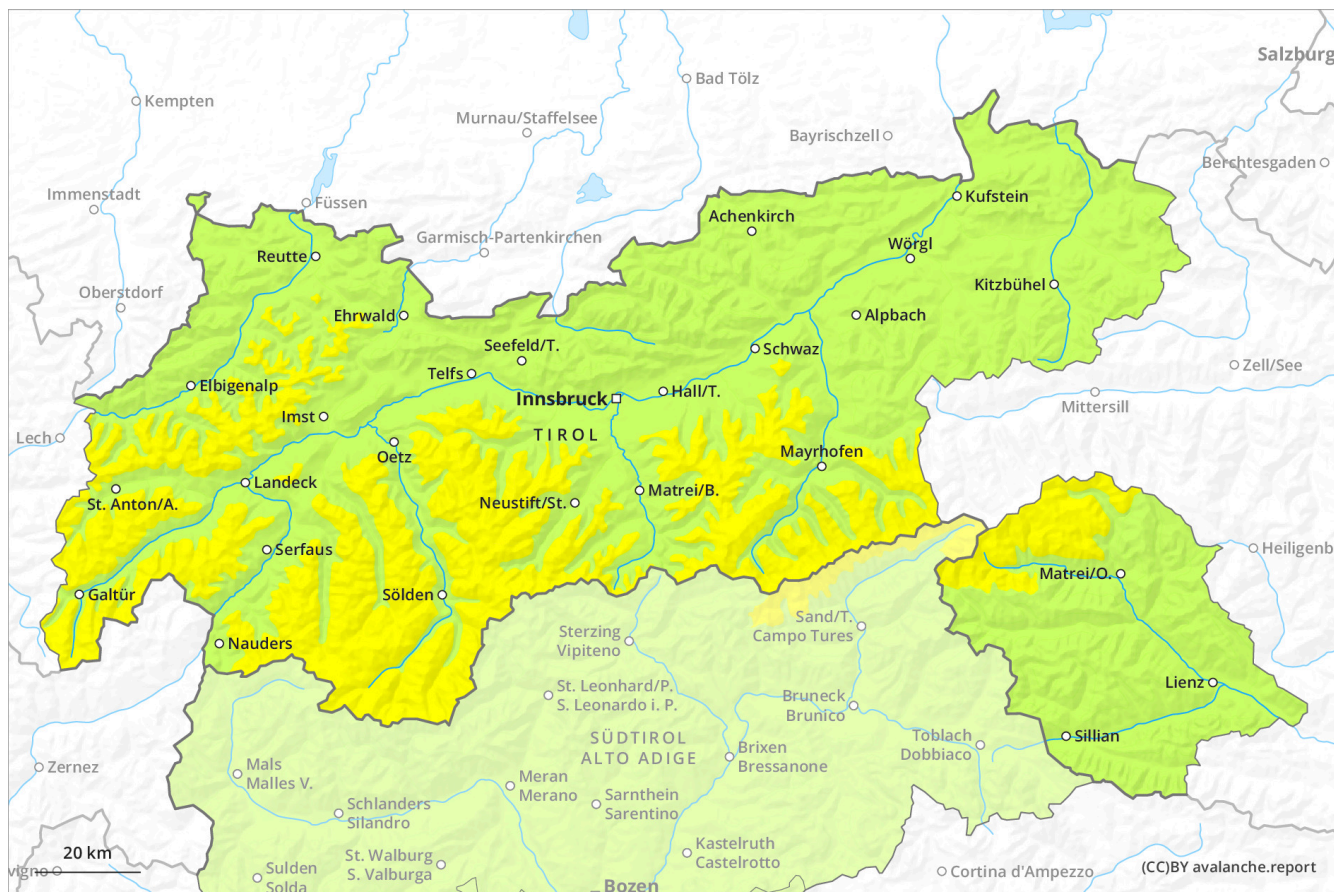 Salzburg
Bad Tölz
Kempten
Murnau/Staffelsee
Bayrischzell
Berchtesgaden
Immenstadt
Füssen
Kufstein
Achenkirch
Garmisch-Partenkirchen
Wörgl
Reutte
Kitzbühel
Oberstdorf
Ehrwald
Alpbach
Seefeld/T.
Schwaz
Zell/See
Telfs
Elbigenalp
Hall/T.
Innsbruck
Mittersill
Imst
Lech
TIROL
Mayrhofen
Oetz
Landeck
Matrei/B.
St. Anton/A.
Neustift/St.
Serfaus
Heiligenb
Matrei/O.
Galtür
Sölden
Sand/T.
Campo Tures
Sterzing
Vipiteno
Nauders
Lienz
St. Leonhard/P.
S. Leonardo i. P.
Bruneck
Brunico
Toblach
Dobbiaco
Sillian
SÜDTIROL
ALTO ADIGE
Brixen
Bressanone
Zernez
Mals
Malles V.
Meran
Merano
Sarnthein
Sarentino
Schlanders
Silandro
Kastelruth
Castelrotto
20 km
St. Walburg
S. Valburga
vigno
Sulden
Solda
Cortina d'Ampezzo
(CC)BY avalanche.report
Bozen